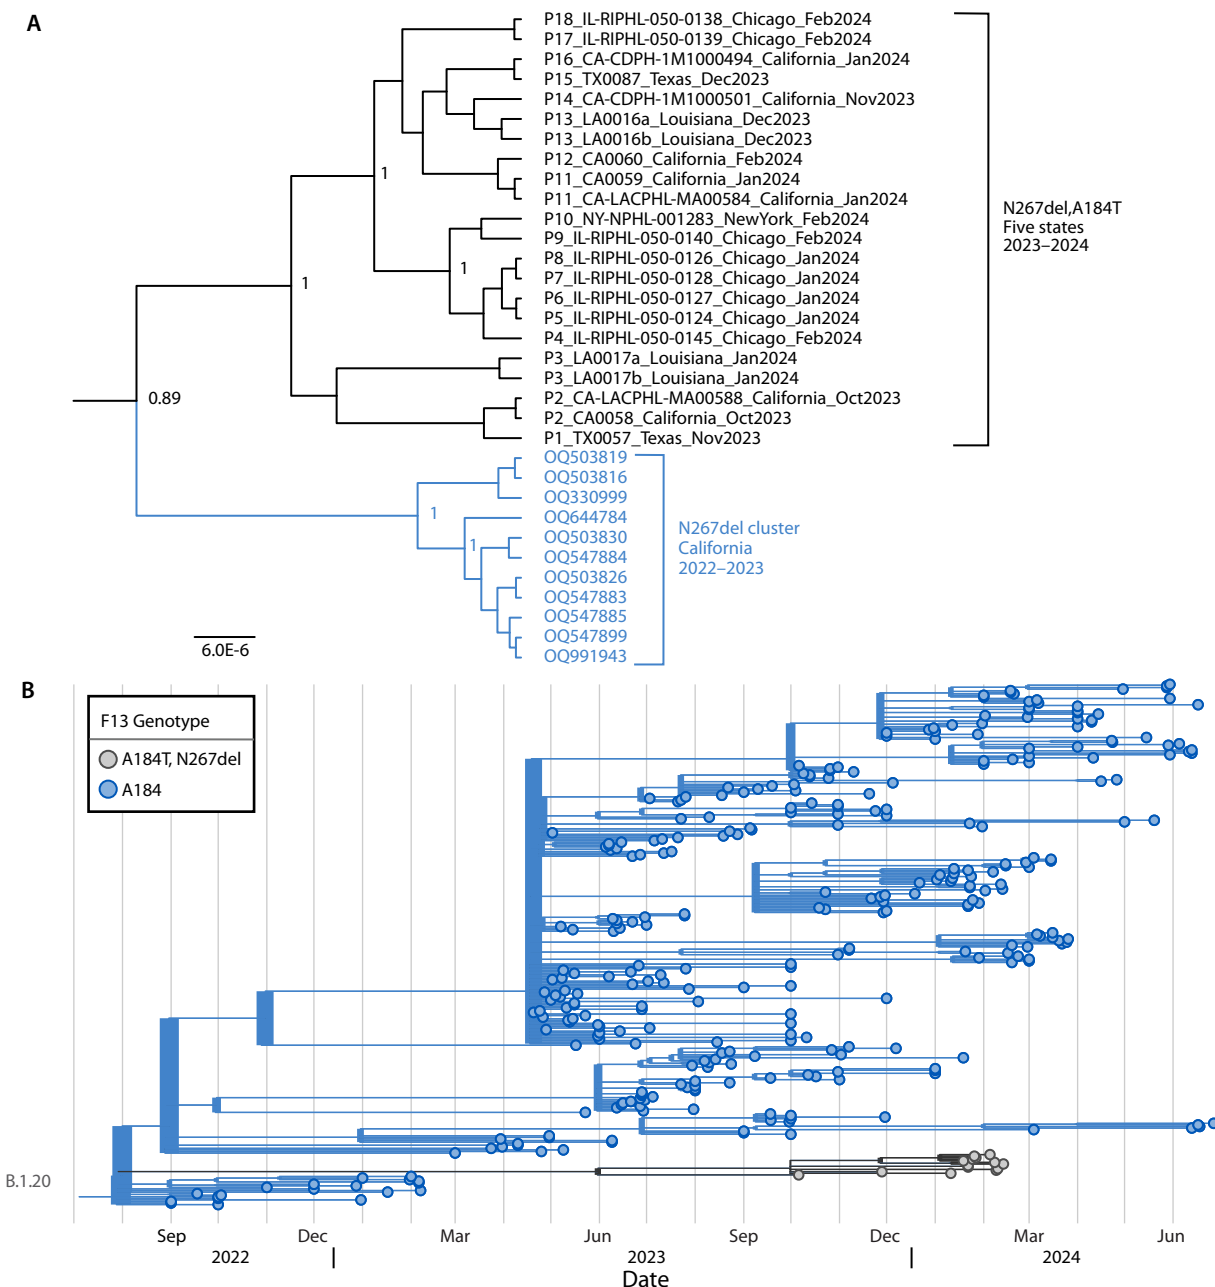 A
P18_IL-RIPHL-050-0138_Chicago_Feb2024
P17_IL-RIPHL-050-0139_Chicago_Feb2024
P16_CA-CDPH-1M1000494_California_Jan2024
P15_TX0087_Texas_Dec2023
P14_CA-CDPH-1M1000501_California_Nov2023
P13_LA0016a_Louisiana_Dec2023
P13_LA0016b_Louisiana_Dec2023
P12_CA0060_California_Feb2024
P11_CA0059_California_Jan2024
P11_CA-LACPHL-MA00584_California_Jan2024
P10_NY-NPHL-001283_NewYork_Feb2024
P9_IL-RIPHL-050-0140_Chicago_Feb2024
P8_IL-RIPHL-050-0126_Chicago_Jan2024
P7_IL-RIPHL-050-0128_Chicago_Jan2024
P6_IL-RIPHL-050-0127_Chicago_Jan2024
P5_IL-RIPHL-050-0124_Chicago_Jan2024
P4_IL-RIPHL-050-0145_Chicago_Feb2024
P3_LA0017a_Louisiana_Jan2024
P3_LA0017b_Louisiana_Jan2024
P2_CA-LACPHL-MA00588_California_Oct2023
P2_CA0058_California_Oct2023
P1_TX0057_Texas_Nov2023
N267del,A184T
Five states
2023–2024
1
1
1
0.89
OQ503819
OQ503816
OQ330999
OQ644784
OQ503830
OQ547884
OQ503826
OQ547883
OQ547885
OQ547899
OQ991943
1
1
N267del cluster
California
2022–2023
6.0E-6
B
F13 Genotype
A184T, N267del
A184
B.1.20
Sep Dec Mar Jun Sep Dec Mar Jun
2022 2023 2024
Date